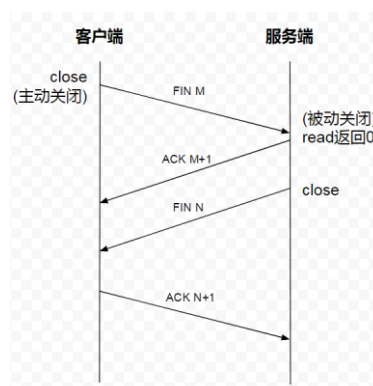 客户端
服务端
close
(主动关闭)
FIN M
(被动关闭)
read返回0
ACK M+1
close
FIN N
ACK N+1